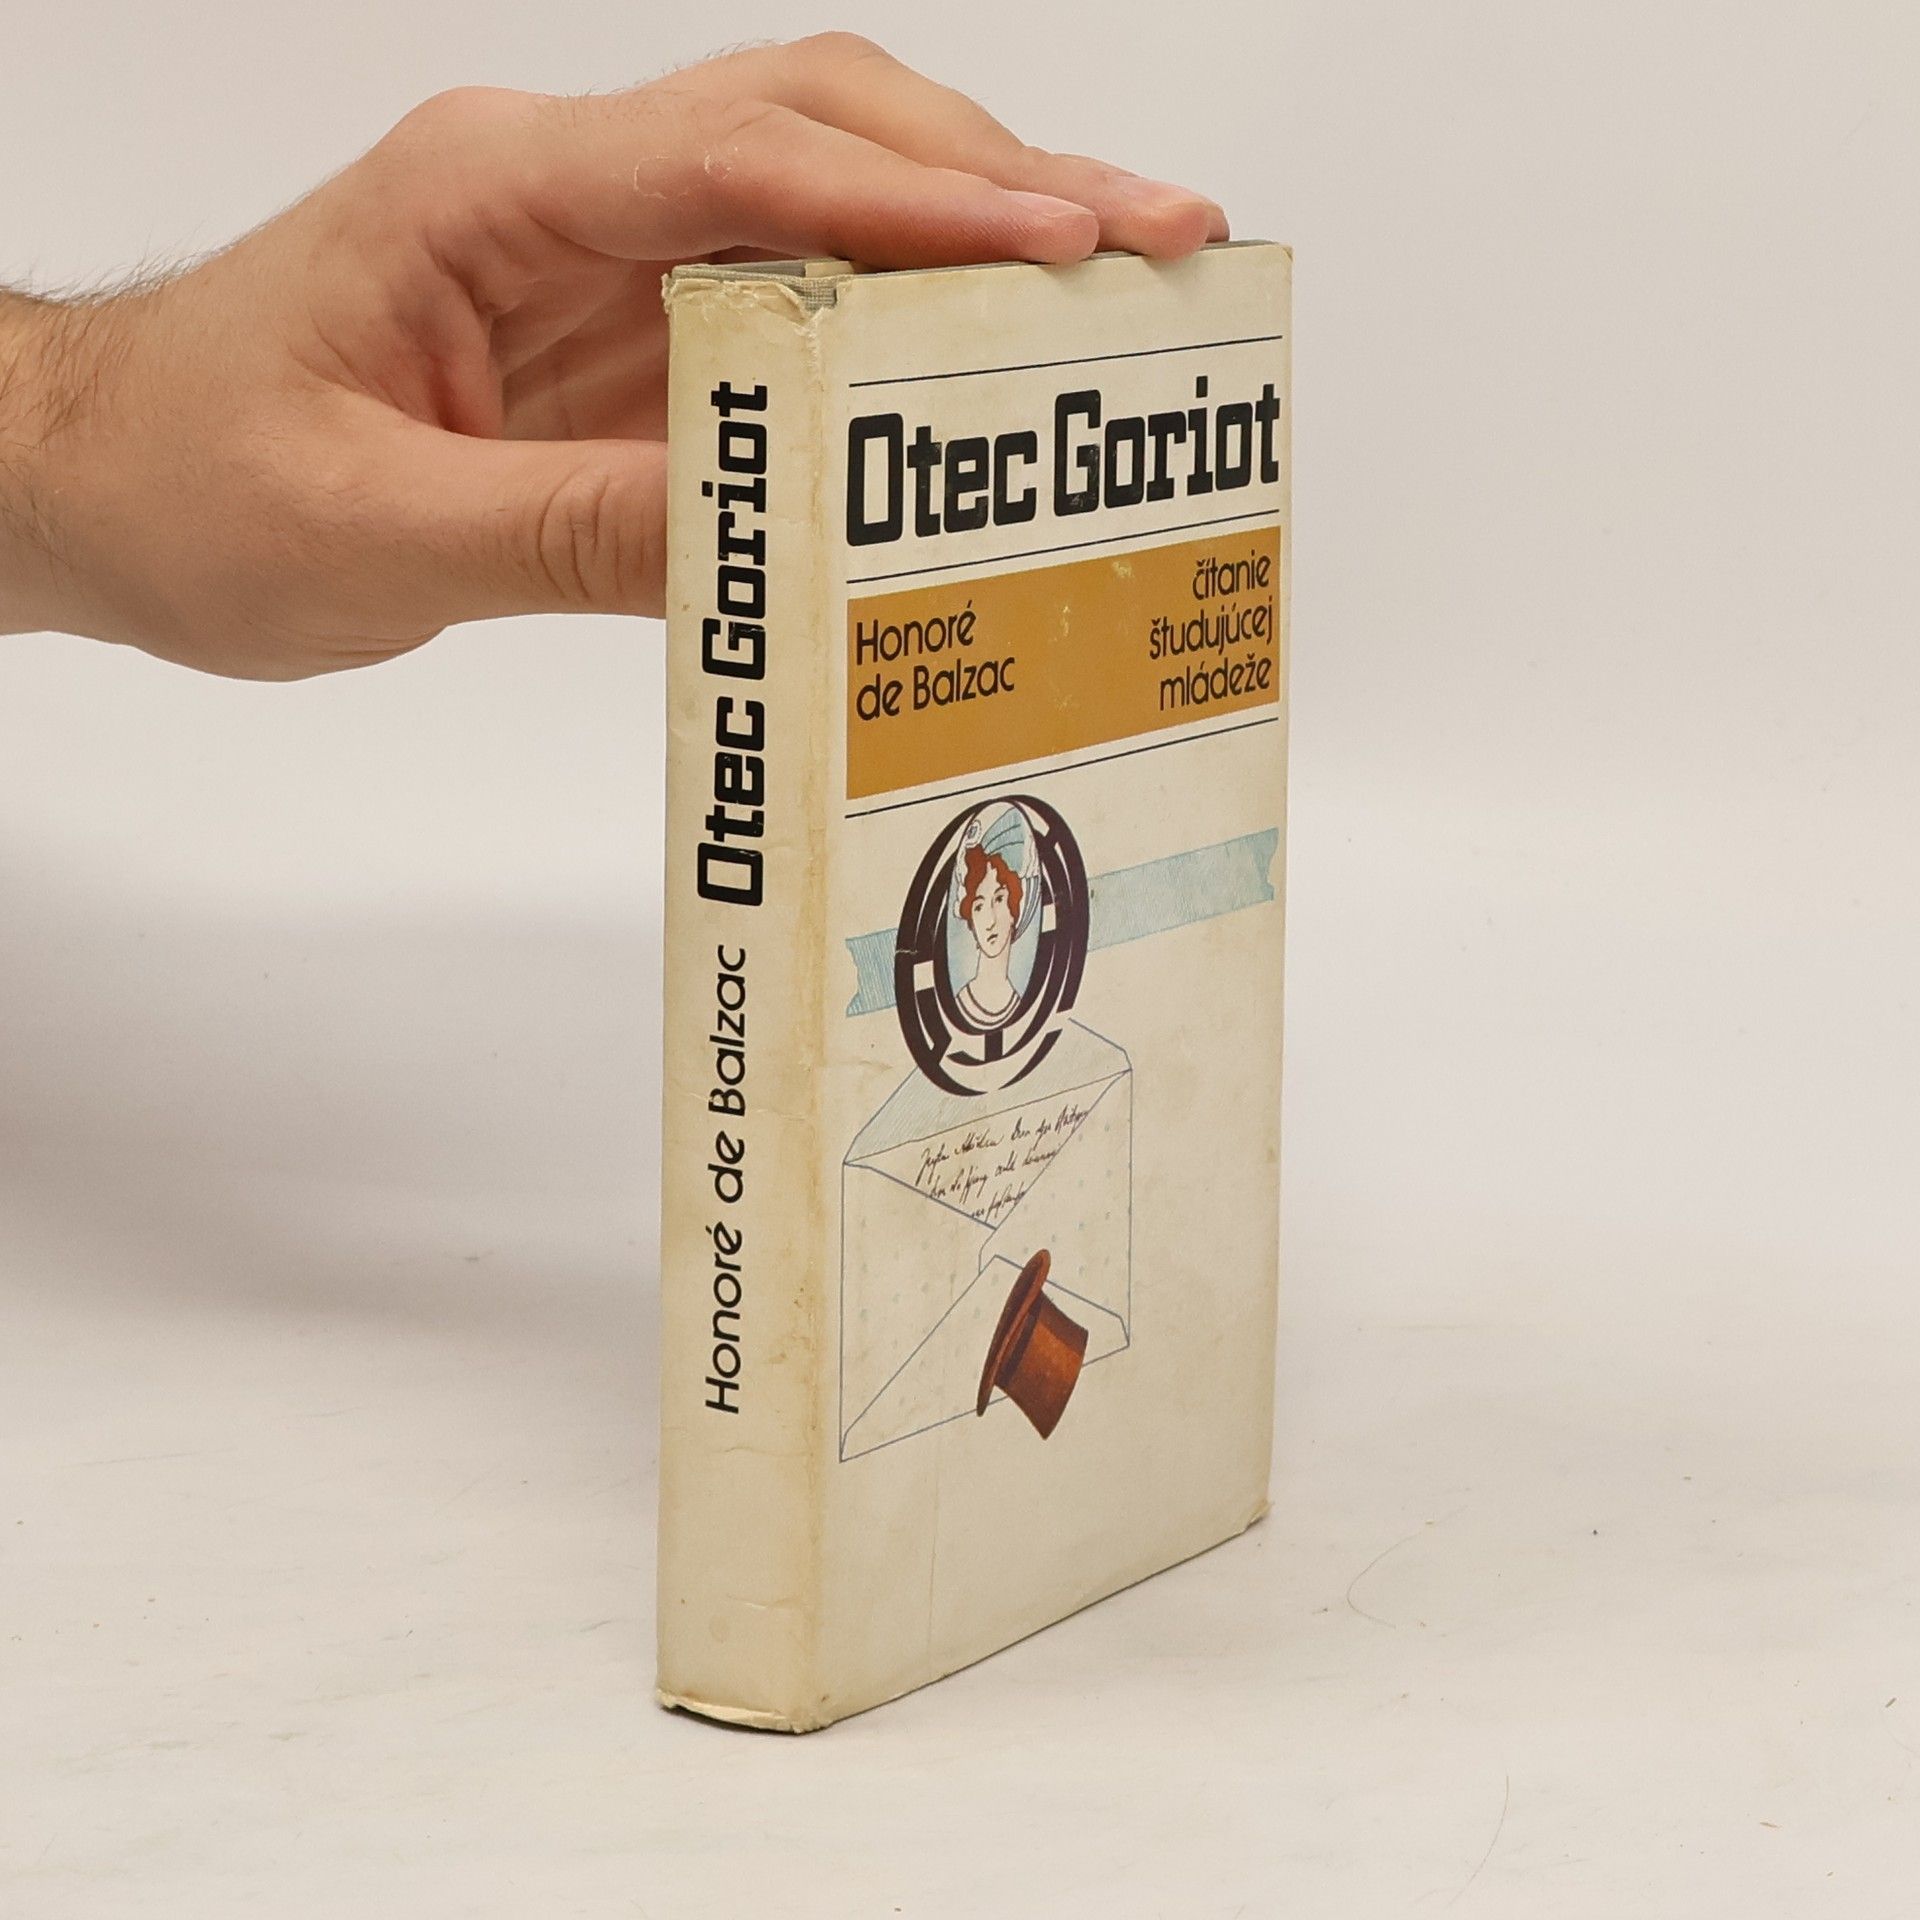 Otec Goriot
Honoré
de Balzac
čítanie
študujúcej
mládeže
Honoré de Balzac Otec Goriot